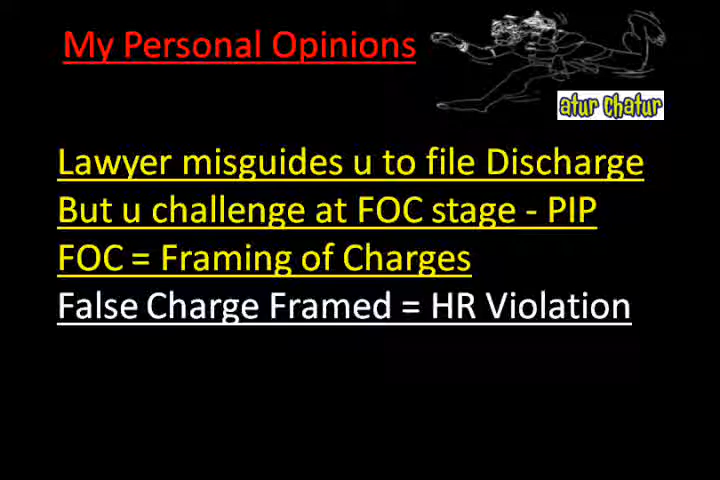 My Personal Opinions
atur chatur
Lawyer misguides u to file Discharge
But u challenge at FOC stage - PIP
FOC = Framing of Charges
False Charge Framed = HR Violation